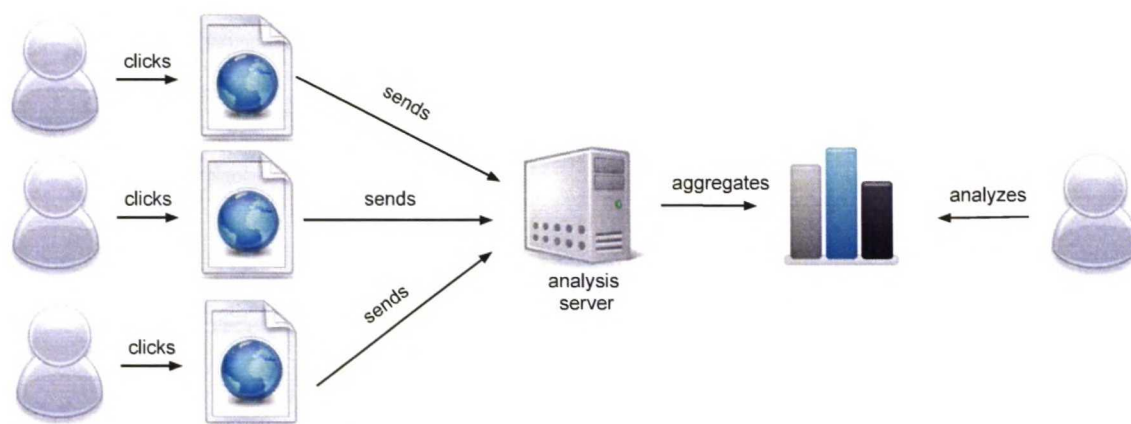 clicks
sends
clicks
sends
aggregates
analyzes
analysis
server
clicks
sends